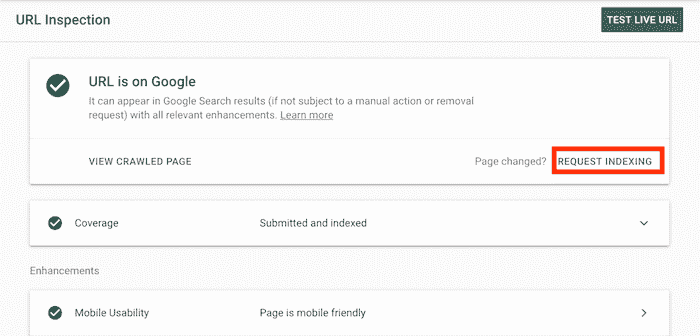 URL Inspection
TEST LIVE URL
URL is on Google
It can appear in Google Search results (if not subject to a manual action or removal
request) with all relevant enhancements. Learn more
VIEW CRAWLED PAGE
Page changed? REQUEST INDEXING
Coverage
Submitted and indexed
Enhancements
Mobile Usability
Page is mobile friendly